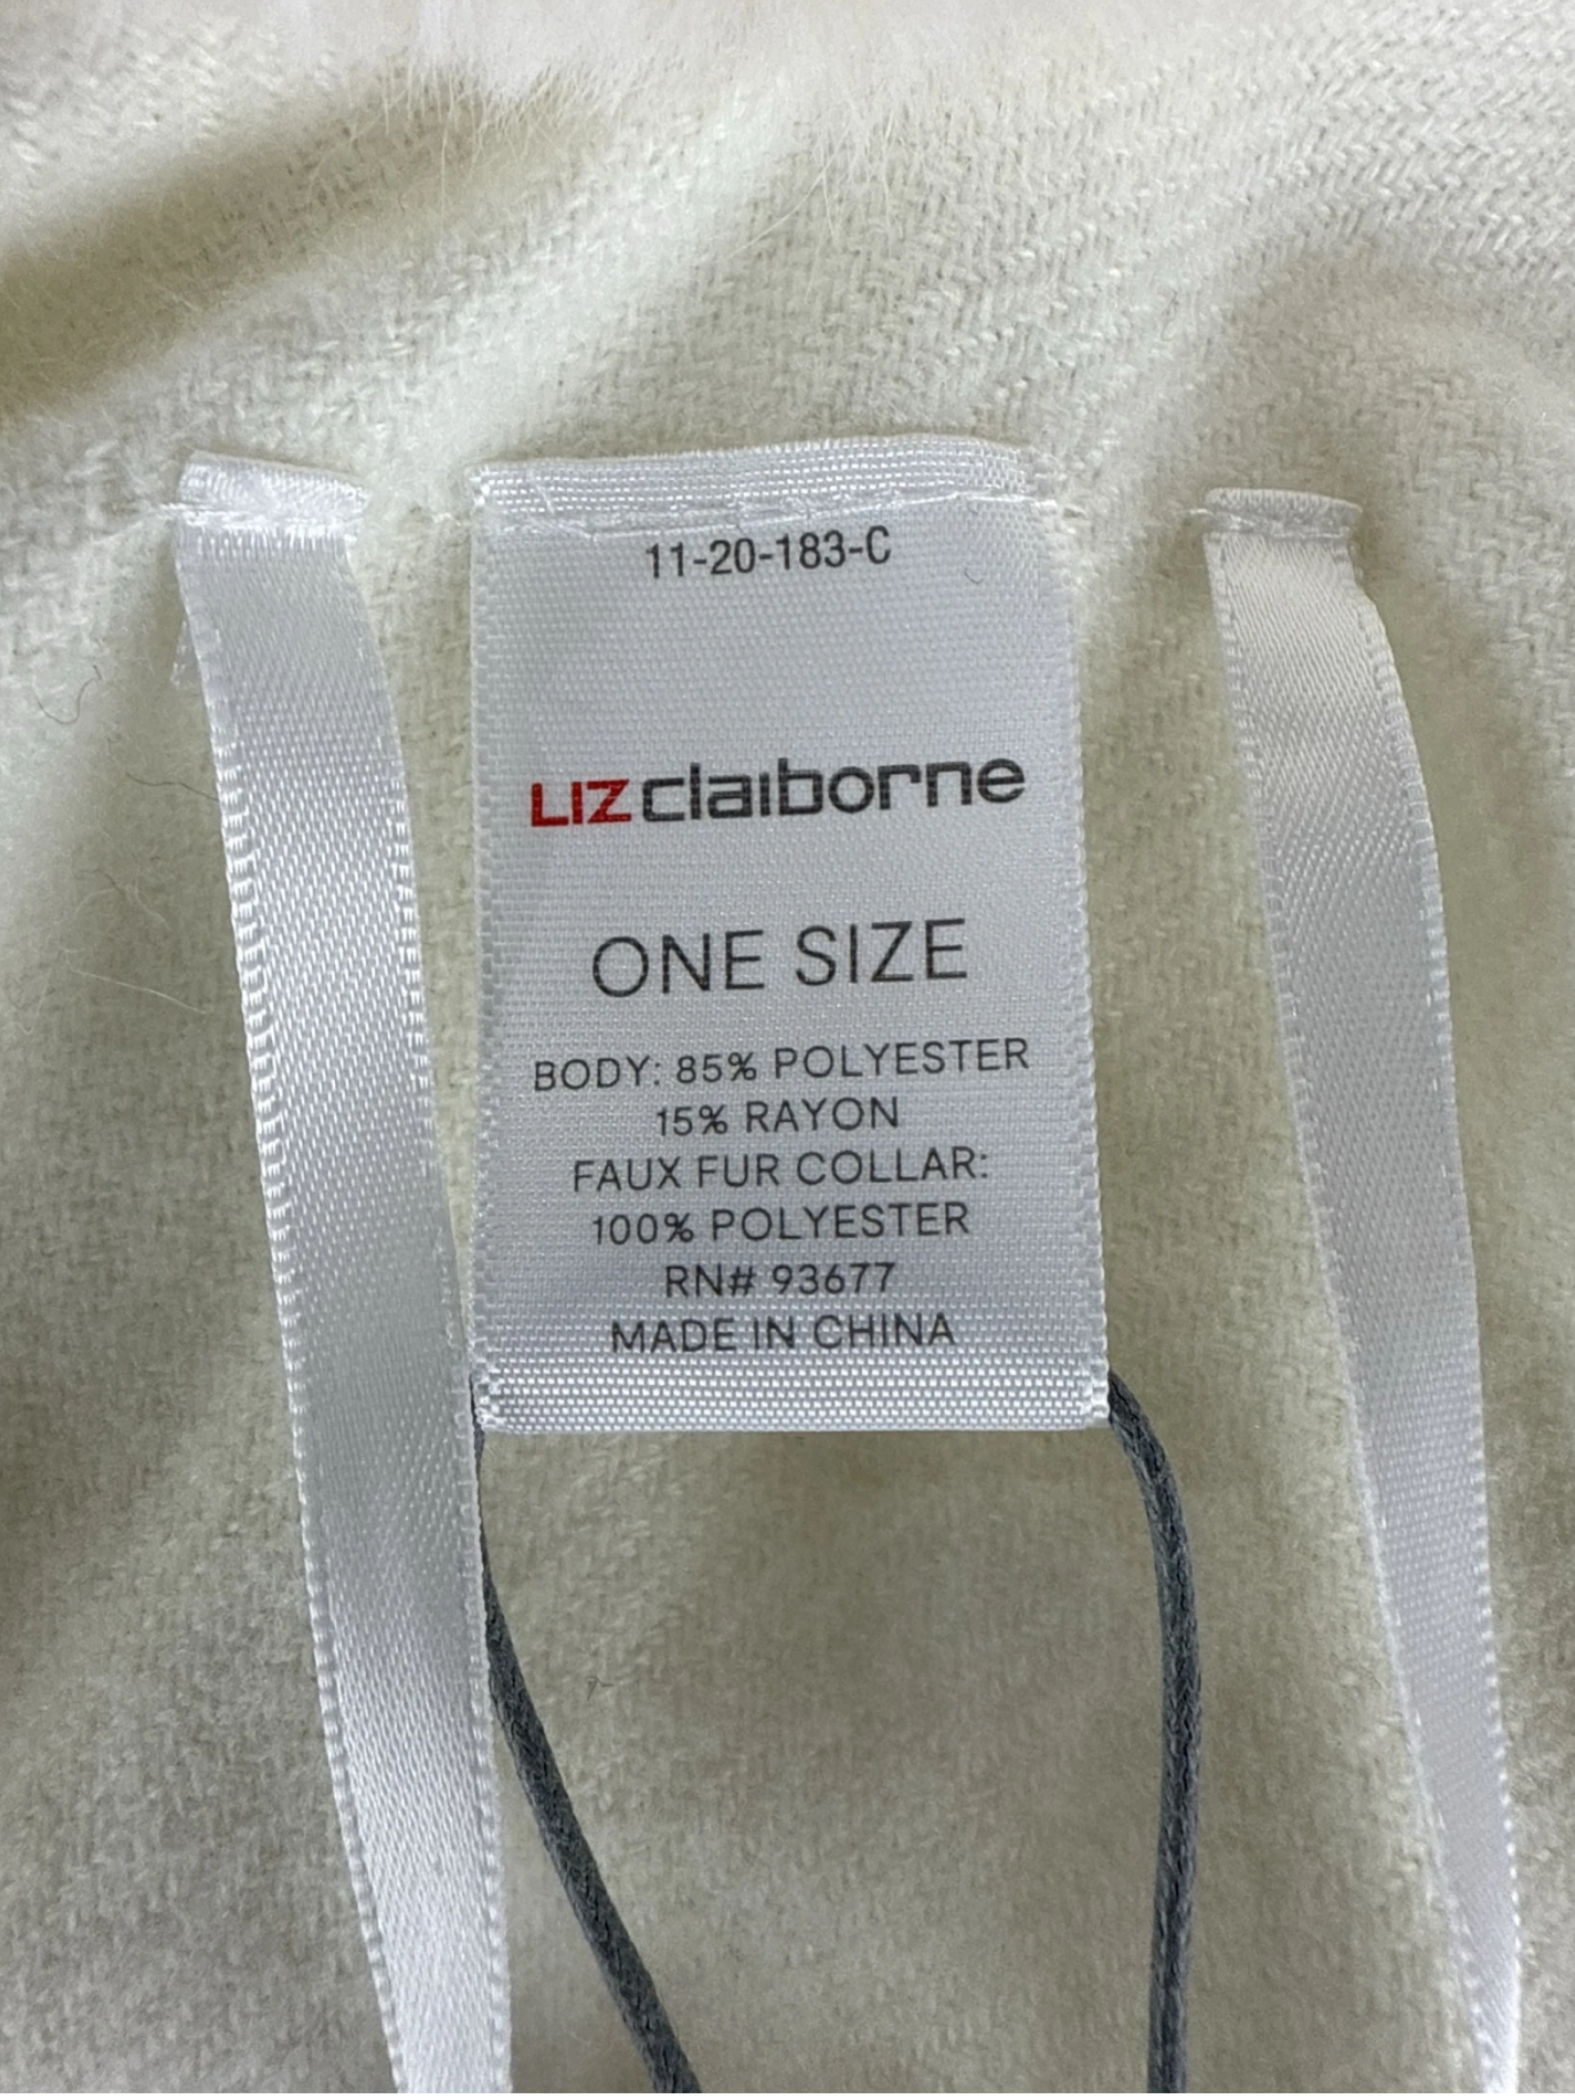 11-20-183-C
LIZ claiborne
ONE SIZE
BODY: 85% POLYESTER
15% RAYON
FAUX FUR COLLAR:
100% POLYESTER
RN# 93677
MADE IN CHINA